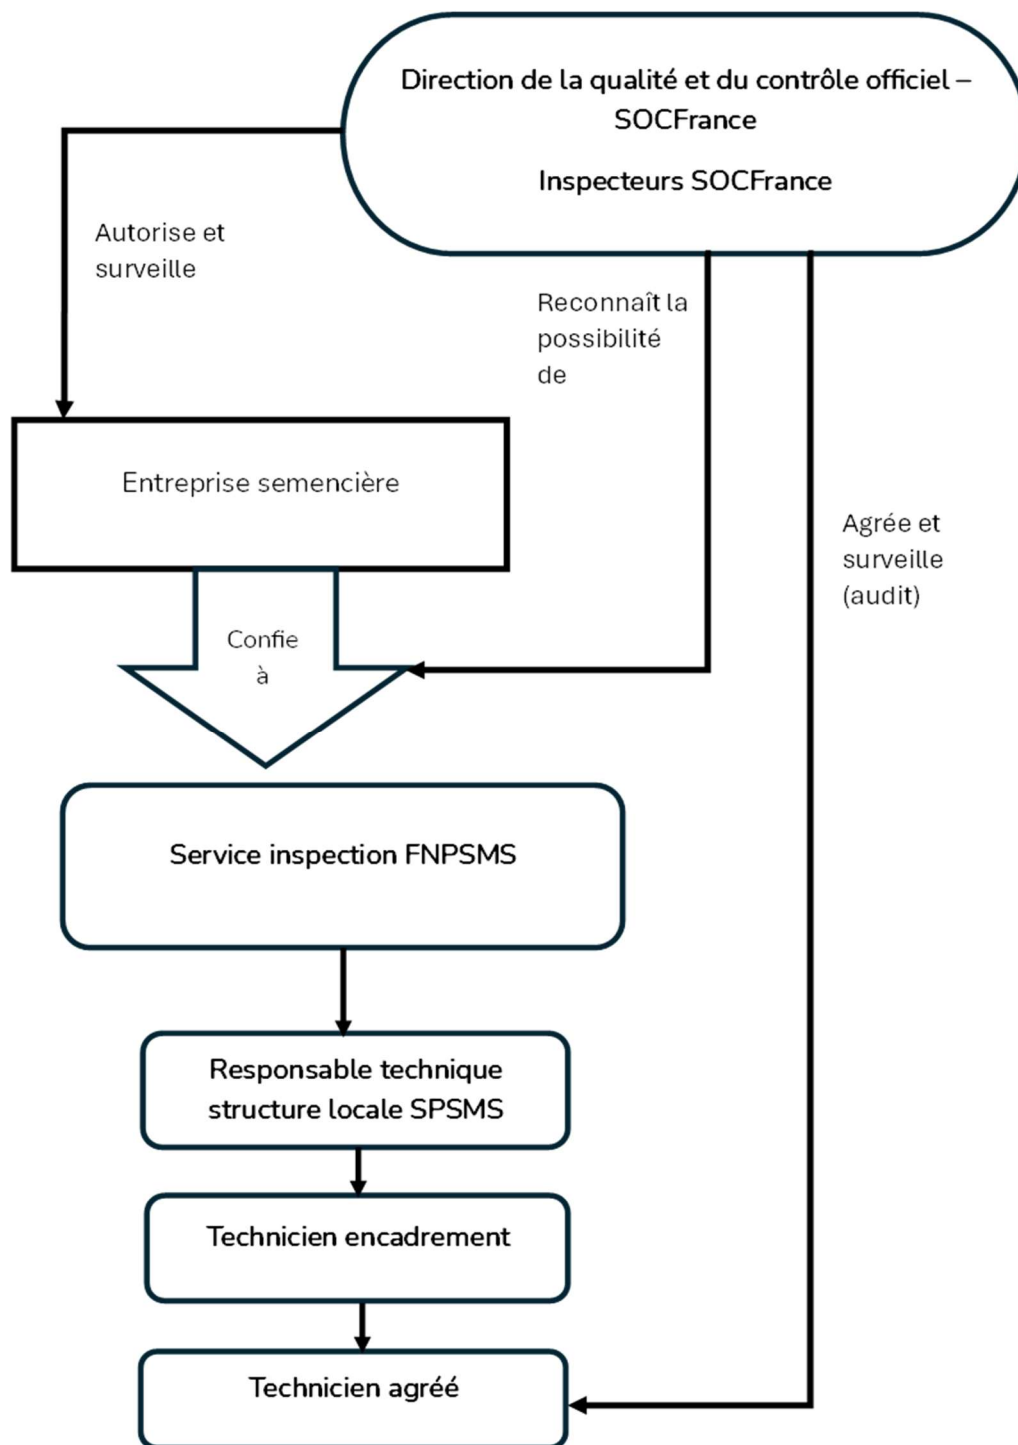 Direction de la qualité et du contrôle officiel –
SOCFrance
Inspecteurs SOCFrance
Autorise et
surveille
Reconnaît la
possibilité
de
Entreprise semencière
Agrée et
surveille
(audit)
Confie
à
Service inspection FNPSMS
Responsable technique
structure locale SPSMS
Technicien encadrement
Technicien agréé